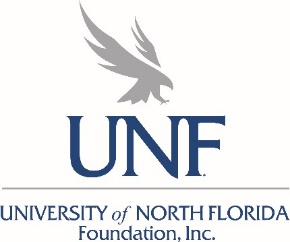 UNF
UNIVERSITY of NORTH FLORIDA
Foundation, Inc.